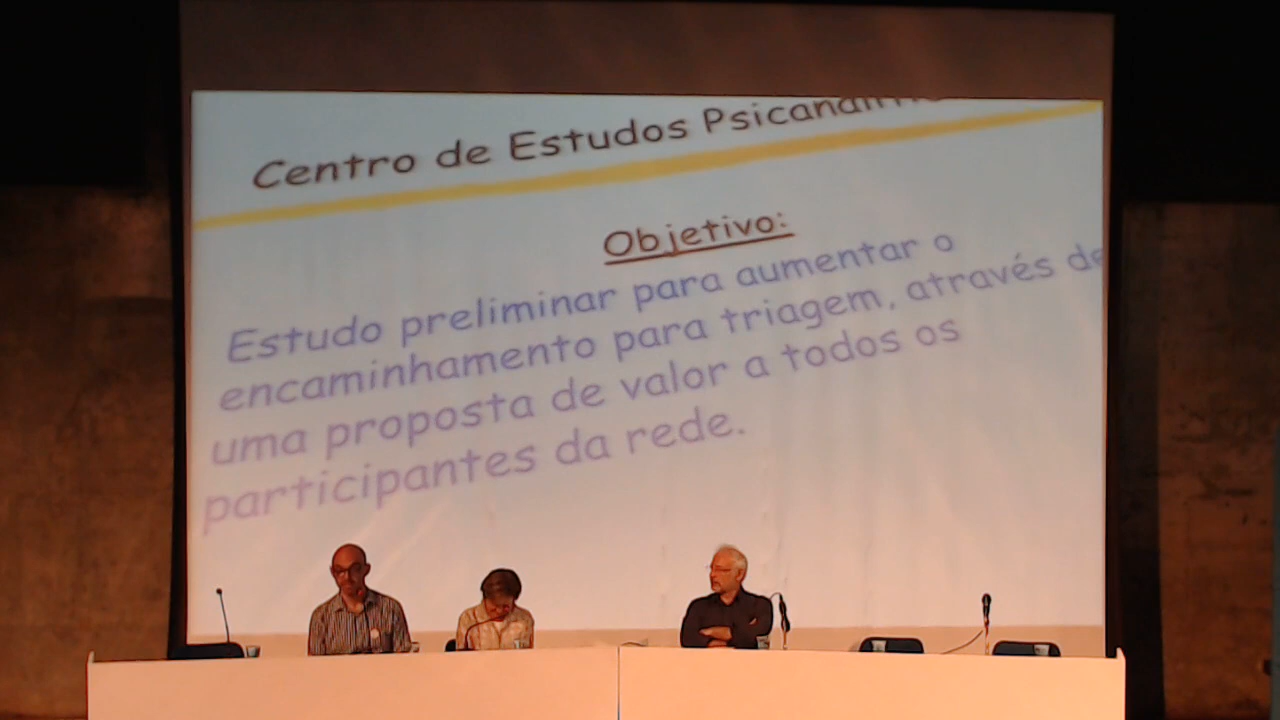 Centro de Estudos
Objetivo:
Estudo preliminar para aumentar o
encaminhamento para triagem, através de
uma proposta de valor a todos os
participantes da rede.